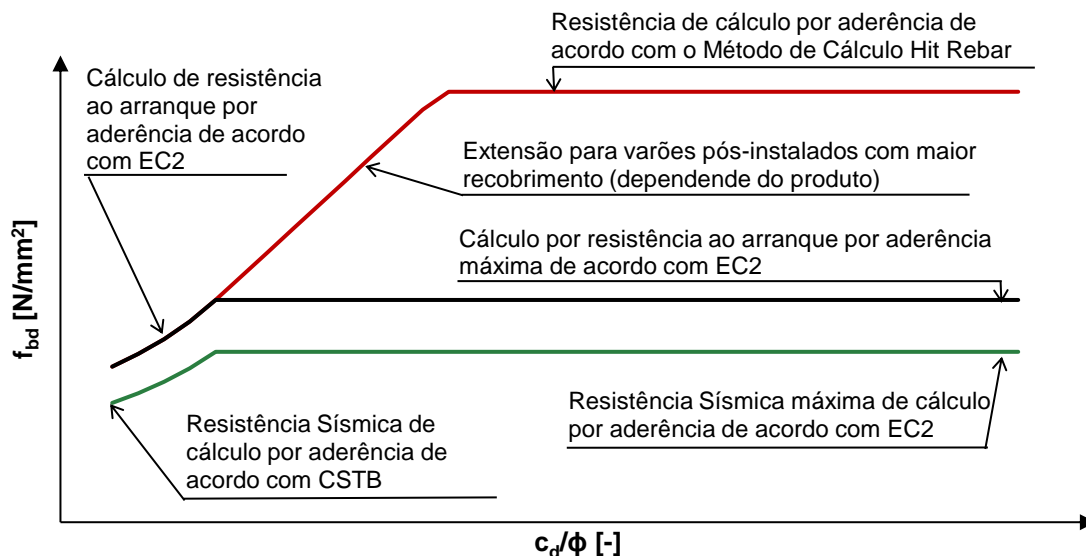 Resistência de cálculo por aderência de
acordo com o Método de Cálculo Hit Rebar
Cálculo de resistência
ao arranque por
aderência de acordo
com EC2
Extensão para varões pós-instalados com maior
recobrimento (dependende do produto)
Cálculo por resistência ao arranque por aderência
máxima de acordo com EC2
f_bd [N/mm²]
Resistência Sísmica de
cálculo por aderência de
acordo com CSTB
Resistência Sísmica máxima de cálculo
por aderência de acordo com EC2
c_d/ϕ [-]